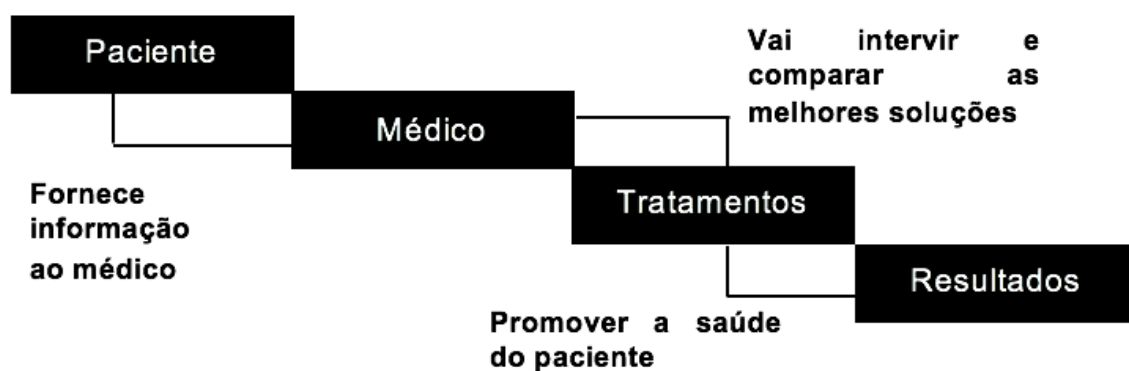 Paciente
Fornece
informação
ao médico
Médico
Vai intervir e
comparar as
melhores soluções
Tratamentos
Promover a saúde
do paciente
Resultados